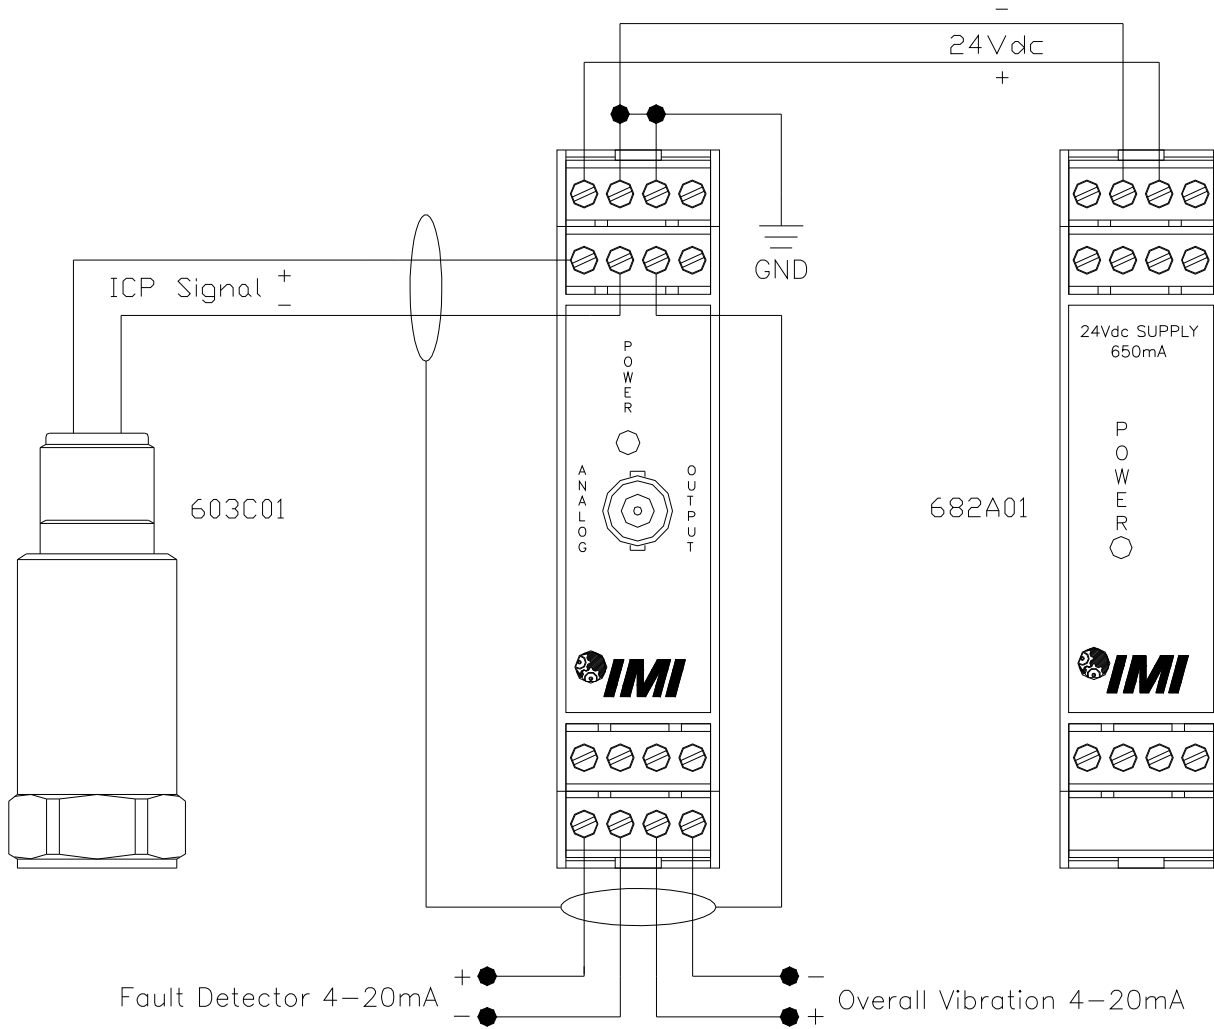 −
24Vdc
+
GND
ICP Signal +
−
POWER
24Vdc SUPPLY
650mA
POWER
ANALOG
OUTPUT
603C01
682A01
IMI
IMI
+
Fault Detector 4−20mA
−
−
Overall Vibration 4−20mA
+